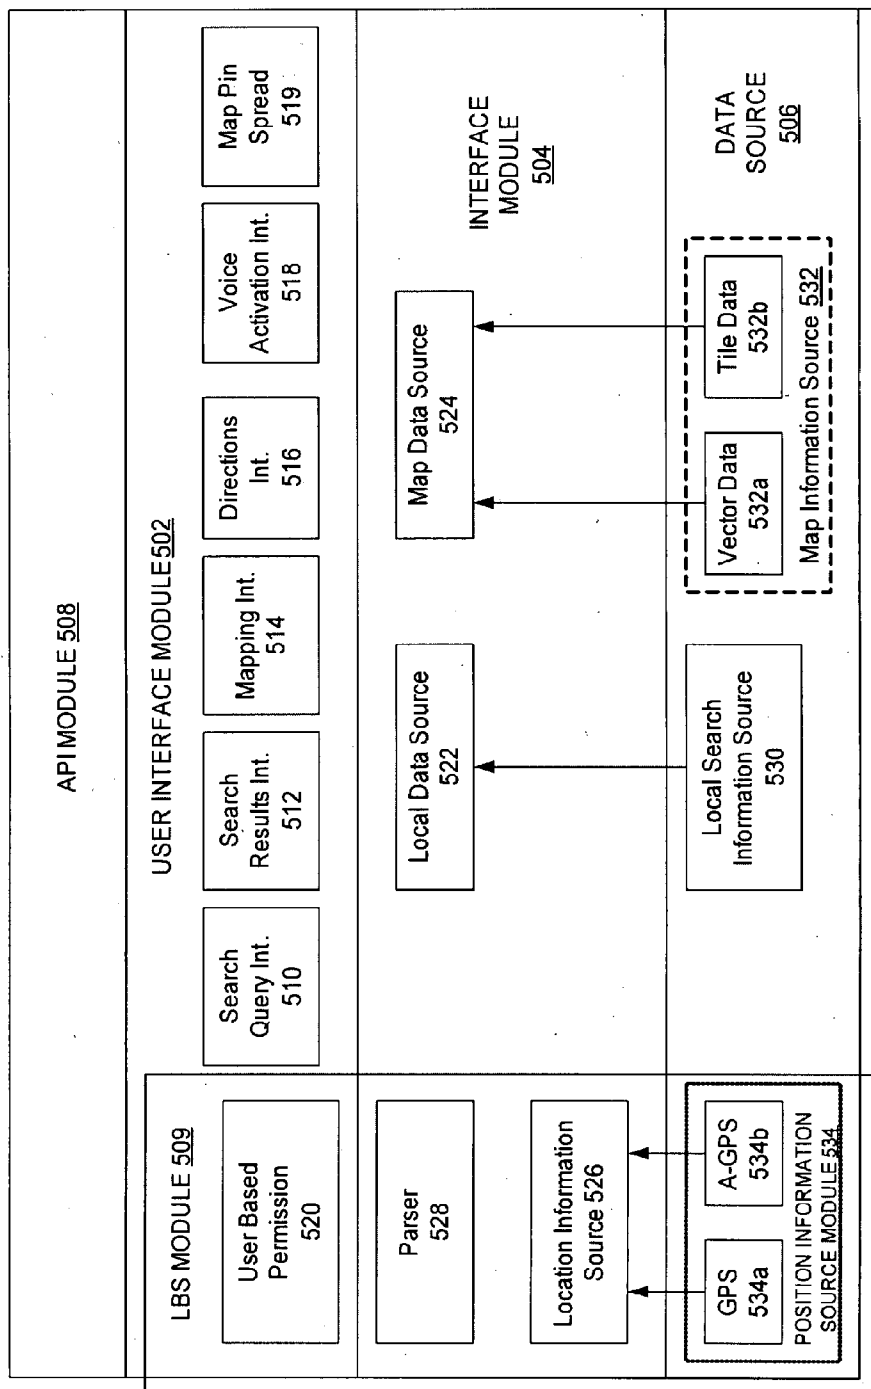 API MODULE 508
USER INTERFACE MODULE 502
LBS MODULE 509
User Based
Permission
520
Search
Query Int.
510
Search
Results Int.
512
Mapping Int.
514
Directions
Int.
516
Voice
Activation Int.
518
Map Pin
Spread
519
Parser
528
Location Information
Source 526
Local Data Source
522
Map Data Source
524
INTERFACE
MODULE
504
GPS
534a
A-GPS
534b
POSITION INFORMATION
SOURCE MODULE 534
Local Search
Information Source
530
Vector Data
532a
Tile Data
532b
Map Information Source 532
DATA
SOURCE
506